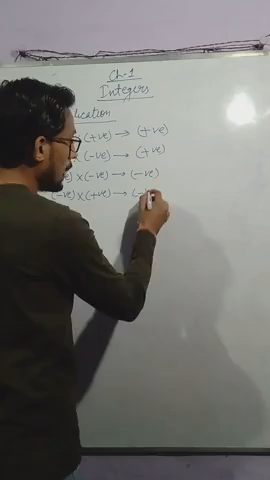 Ch-1
Integers
lication
(+ve) → (+ve)
x (-ve) → (+ve)
x (-ve) → (-ve)
(-ve) x (+ve) → (-